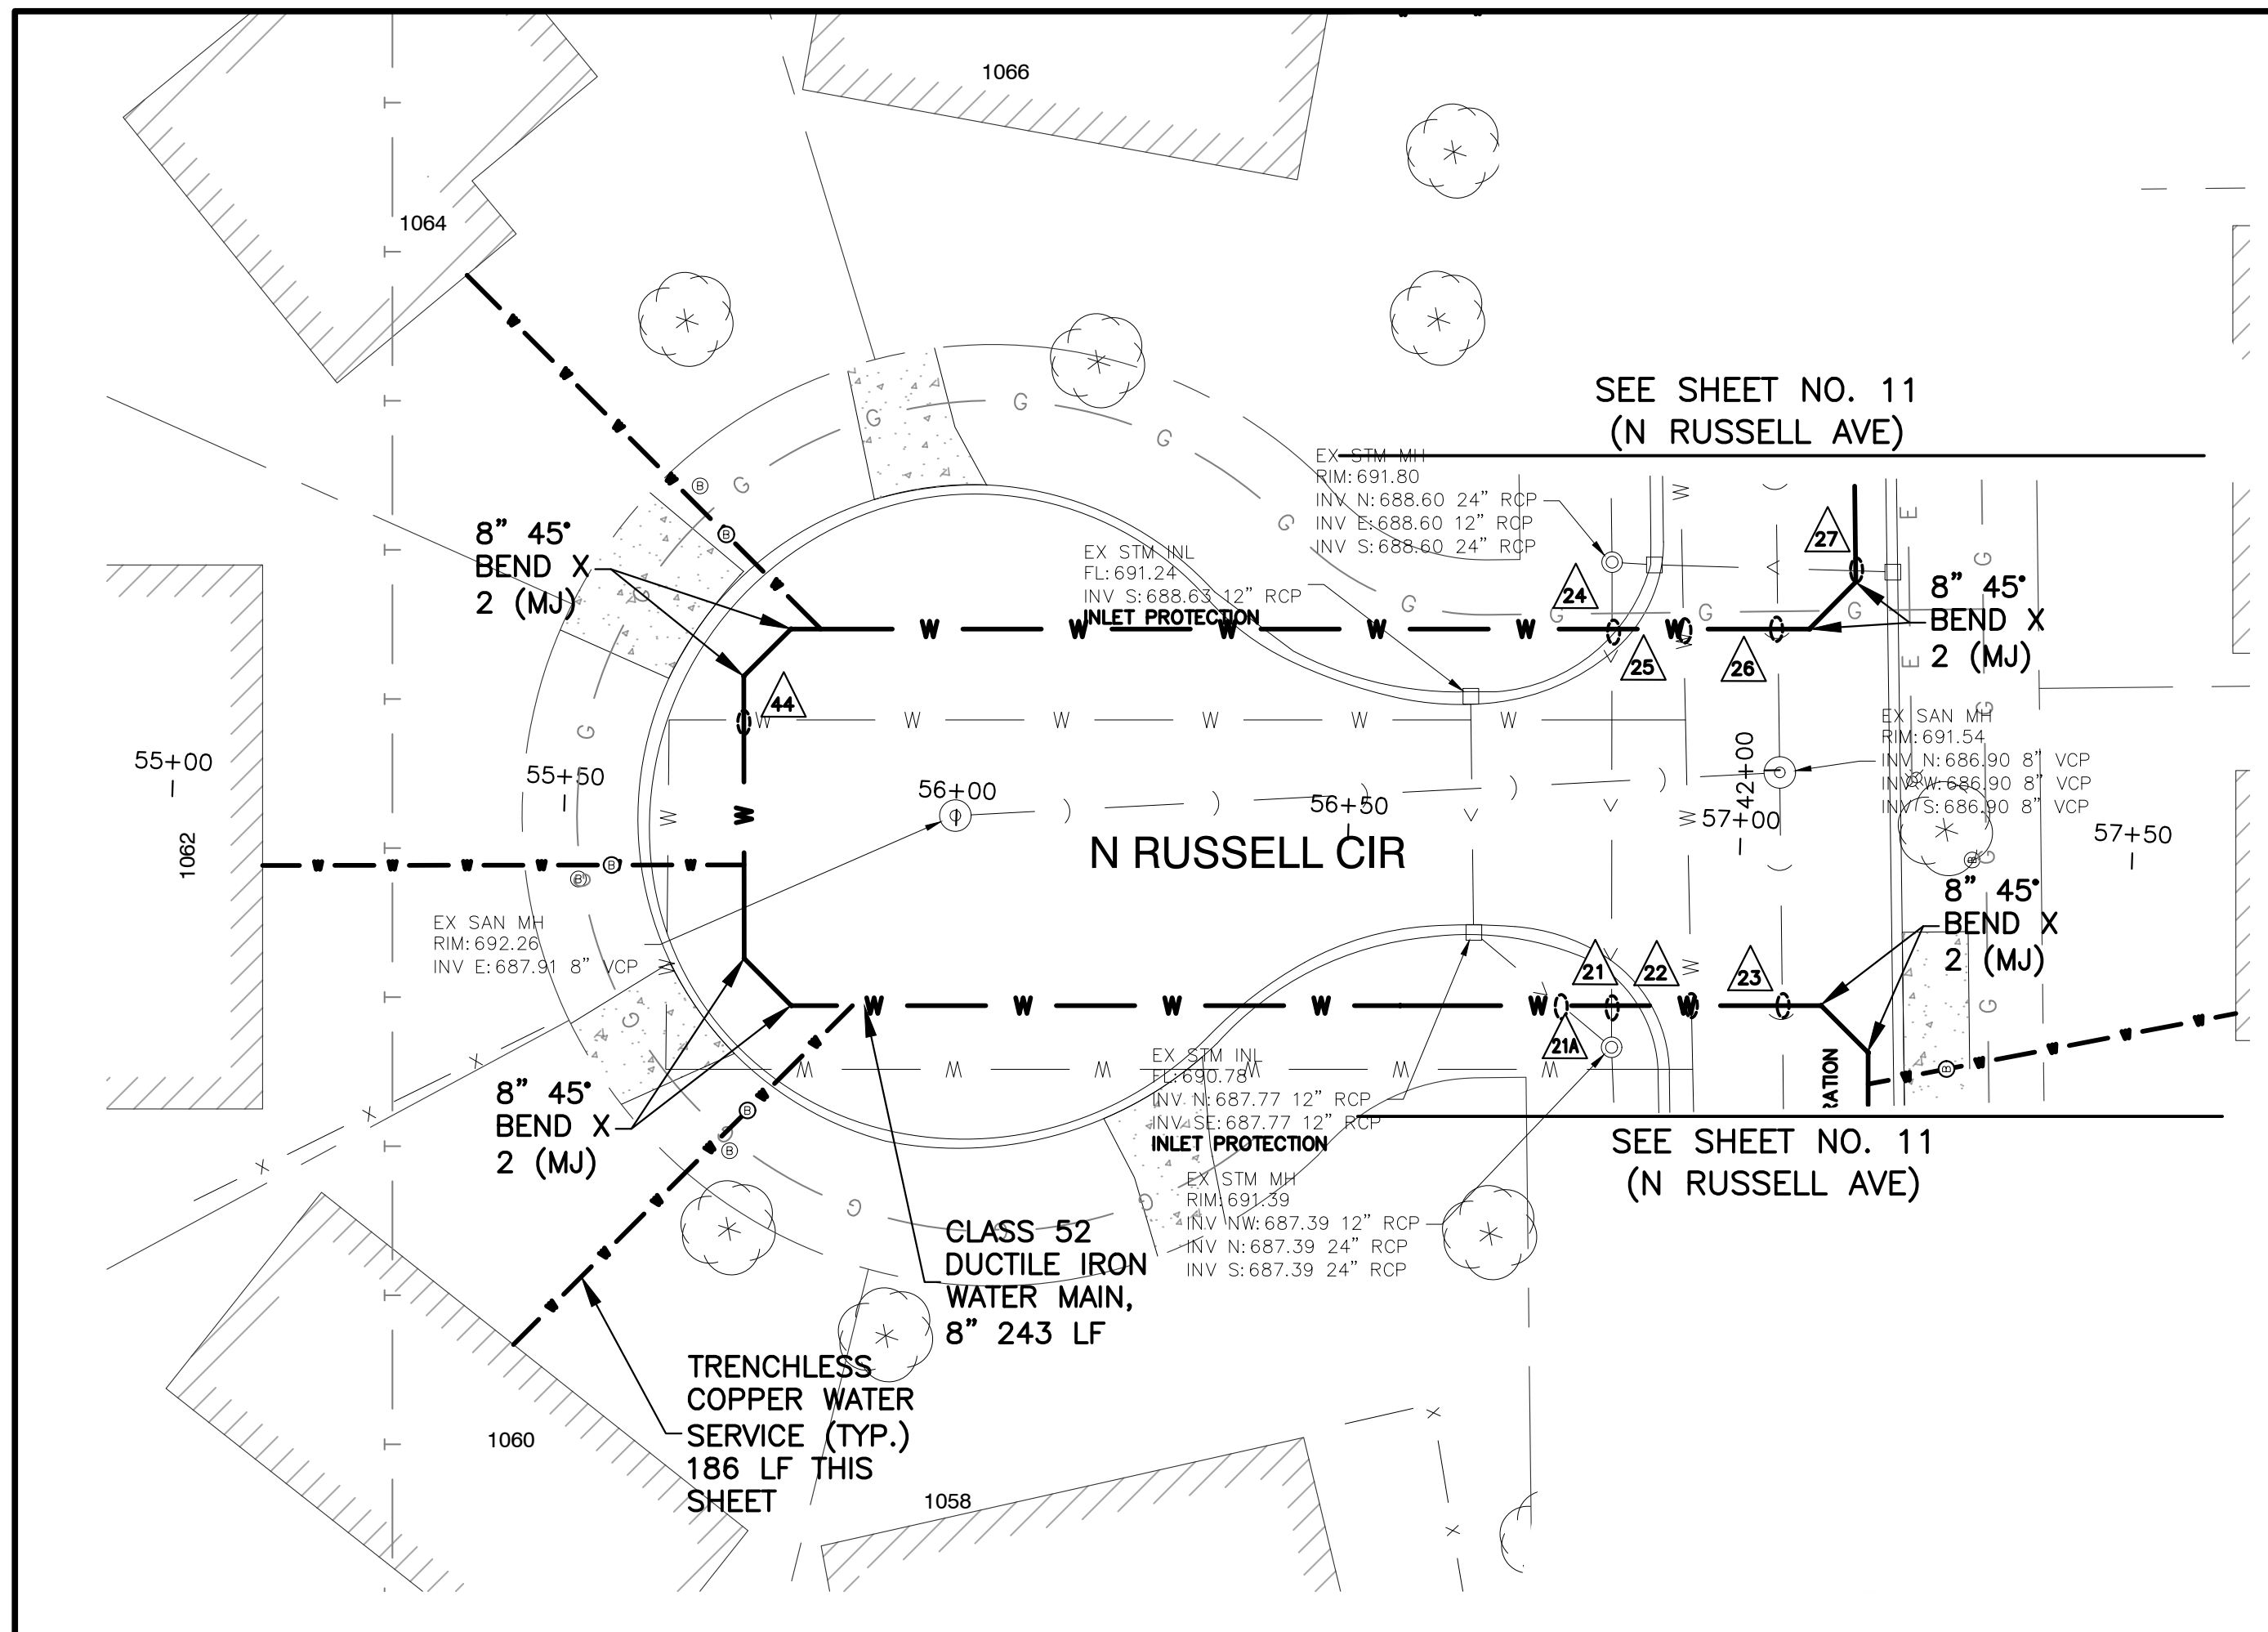 1066
1064
SEE SHEET NO. 11
(N RUSSELL AVE)
EX STM MH
RIM:691.80
INV N:688.60 24" RCP
INV E:688.60 12" RCP
INV S:688.60 24" RCP
EX STM INL
FL:691.24
INV S:688.63 12" RCP
INLET PROTECTION
8" 45°
BEND X
2 (MJ)
24
25
26
27
8" 45°
BEND X
2 (MJ)
44
EX SAN MH
RIM:691.54
INV N:686.90 8" VCP
INV W:686.90 8" VCP
INV S:686.90 8" VCP
55+00
55+50
56+00
56+50
57+00
42+00
57+50
1062
N RUSSELL CIR
EX SAN MH
RIM:692.26
INV E:687.91 8" VCP
8" 45°
BEND X
2 (MJ)
21
22
23
21A
8" 45°
BEND X
2 (MJ)
RATION
EX STM INL
FL:690.78
INV N:687.77 12" RCP
INV SE:687.77 12" RCP
INLET PROTECTION
SEE SHEET NO. 11
(N RUSSELL AVE)
EX STM MH
RIM:691.39
INV NW:687.39 12" RCP
INV N:687.39 24" RCP
INV S:687.39 24" RCP
CLASS 52
DUCTILE IRON
WATER MAIN,
8" 243 LF
TRENCHLESS
COPPER WATER
SERVICE (TYP.)
186 LF THIS
SHEET
1060
1058